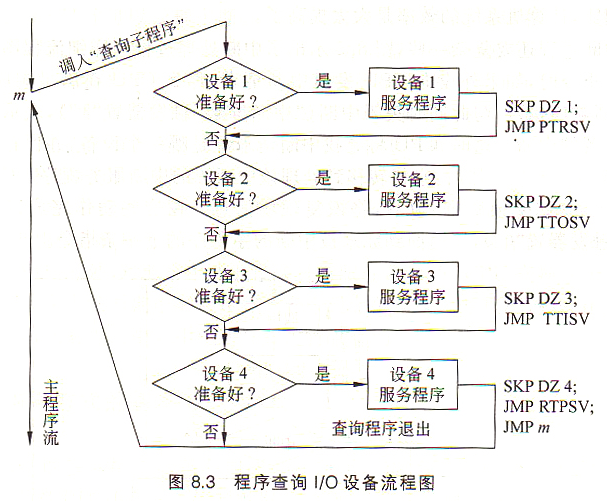 调入“查询子程序”
m
设备 1
准备好？
是
设备 1
服务程序
SKP DZ 1;
JMP PTRSV
否
设备 2
准备好？
是
设备 2
服务程序
SKP DZ 2;
JMP TTOSV
否
设备 3
准备好？
是
设备 3
服务程序
SKP DZ 3;
JMP TTISV
否
设备 4
准备好？
是
设备 4
服务程序
SKP DZ 4;
JMP RTPSV;
JMP m
主程序流
否
查询程序退出
图 8.3 程序查询 I/O 设备流程图